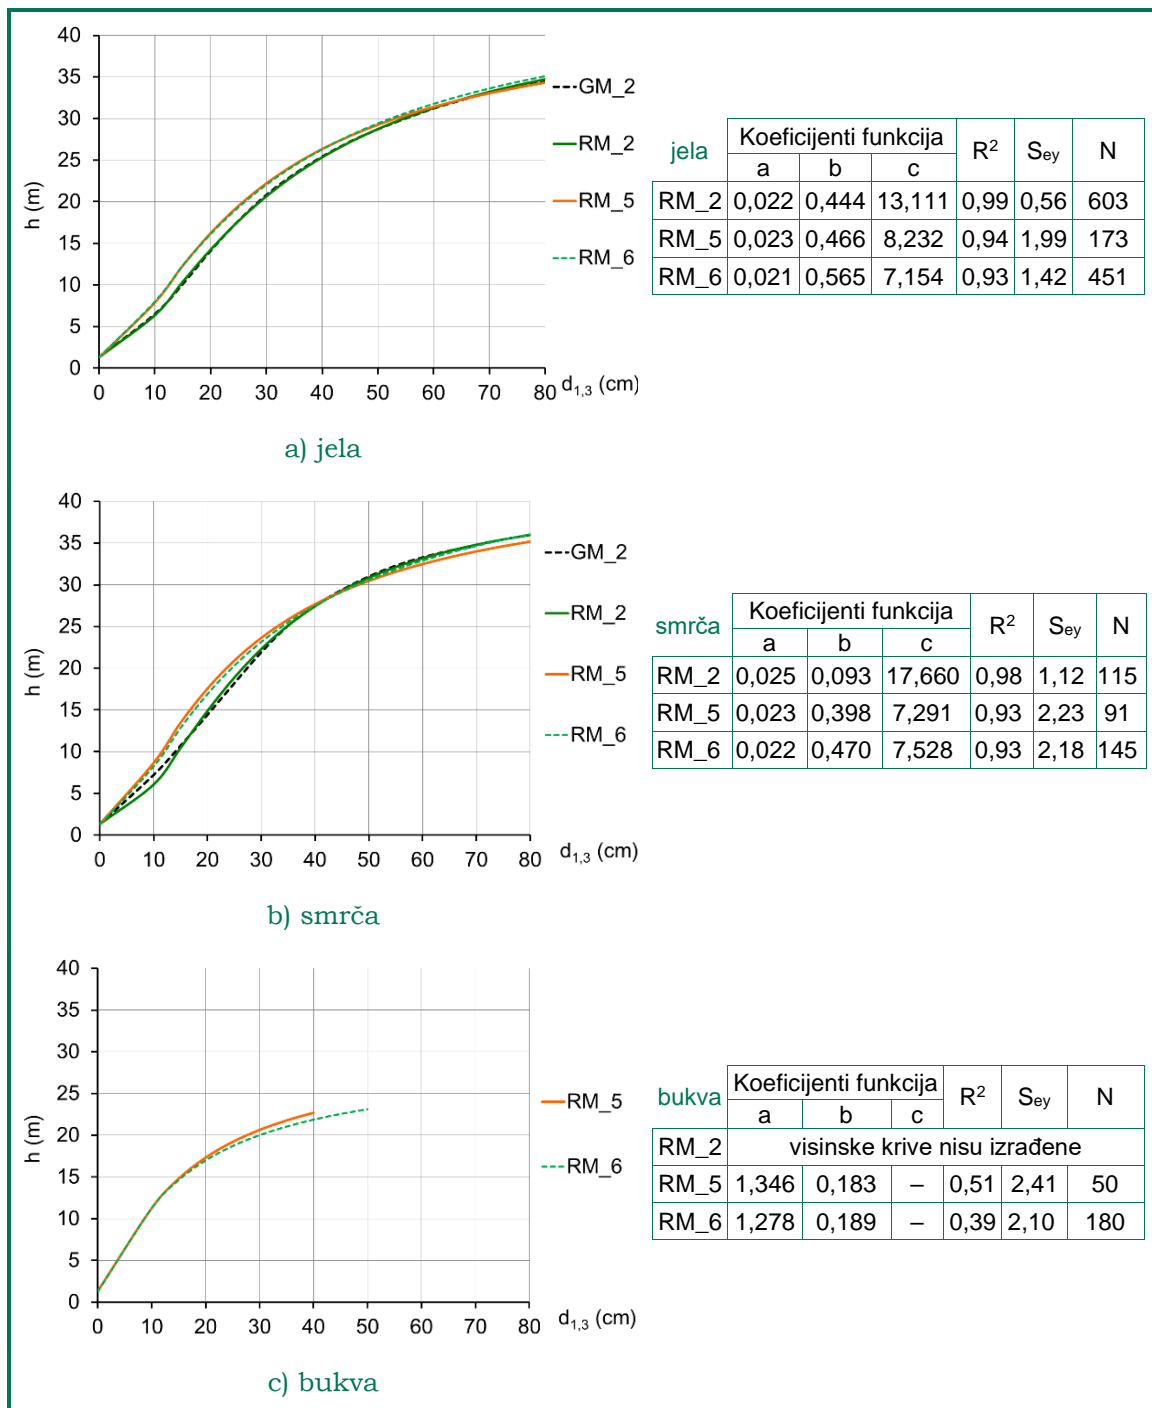 40
35
30
25
20
15
10
5
0
h (m)
0 10 20 30 40 50 60 70 80 d1,3 (cm)
GM_2
RM_2
RM_5
RM_6
jela Koeficijenti funkcija R² Sey N
a b c
RM_2 0,022 0,444 13,111 0,99 0,56 603
RM_5 0,023 0,466 8,232 0,94 1,99 173
RM_6 0,021 0,565 7,154 0,93 1,42 451
a) jela
40
35
30
25
20
15
10
5
0
h (m)
0 10 20 30 40 50 60 70 80 d1,3 (cm)
GM_2
RM_2
RM_5
RM_6
smrča Koeficijenti funkcija R² Sey N
a b c
RM_2 0,025 0,093 17,660 0,98 1,12 115
RM_5 0,023 0,398 7,291 0,93 2,23 91
RM_6 0,022 0,470 7,528 0,93 2,18 145
b) smrča
40
35
30
25
20
15
10
5
0
h (m)
0 10 20 30 40 50 60 70 80 d1,3 (cm)
RM_5
RM_6
bukva Koeficijenti funkcija R² Sey N
a b c
RM_2 visinske krive nisu izrađene
RM_5 1,346 0,183 – 0,51 2,41 50
RM_6 1,278 0,189 – 0,39 2,10 180
c) bukva